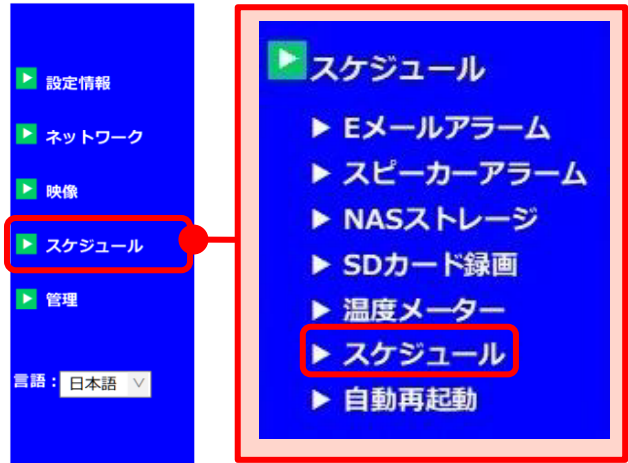 設定情報
ネットワーク
映像
スケジュール
管理
言語：日本語
スケジュール
Eメールアラーム
スピーカーアラーム
NASストレージ
SDカード録画
温度メーター
スケジュール
自動再起動